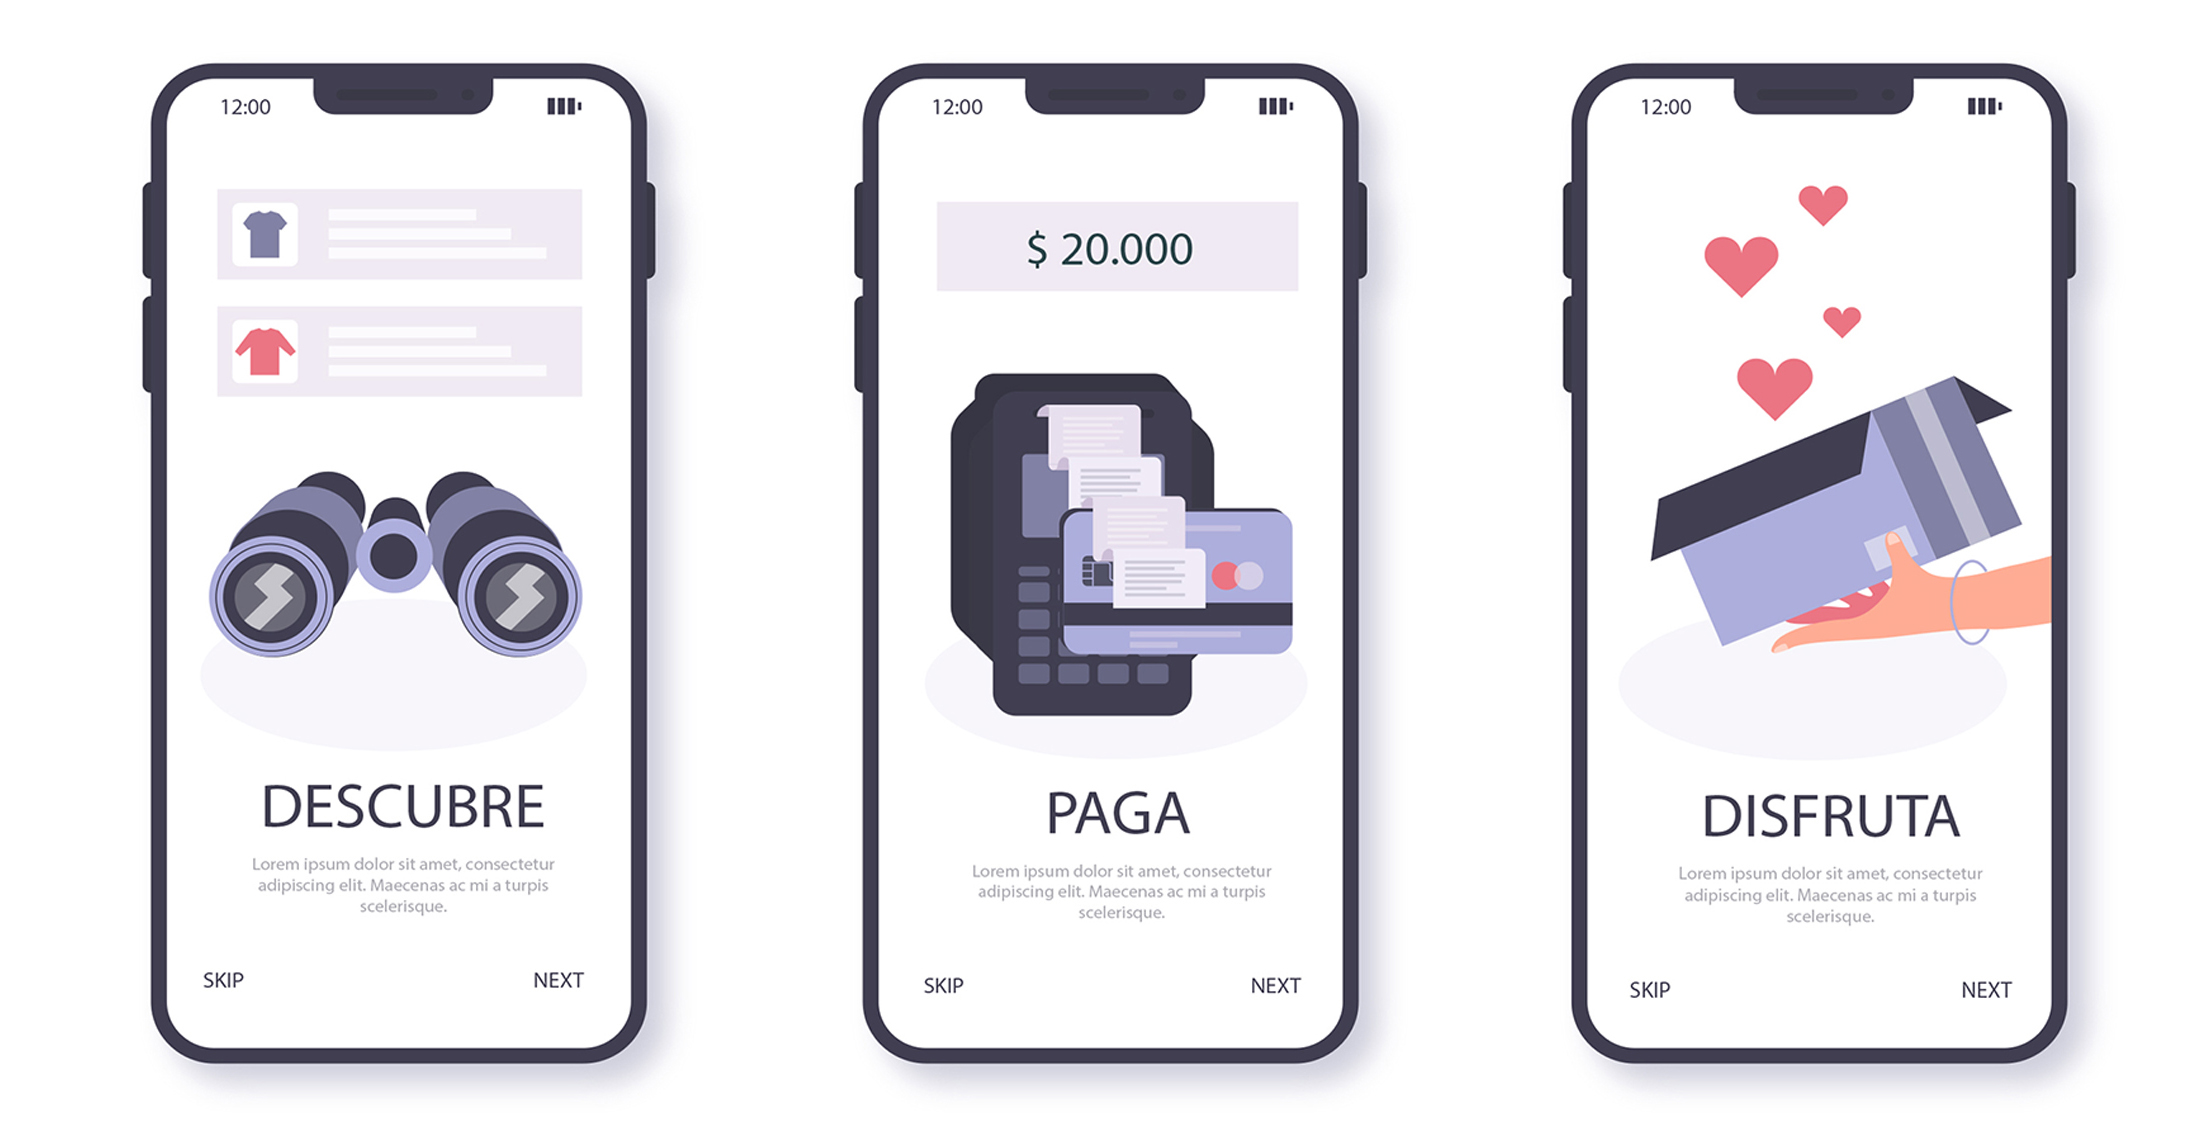 12:00
DESCUBRE
Lorem ipsum dolor sit amet, consectetur
adipiscing elit. Maecenas ac mi a turpis
scelerisque.
SKIP
NEXT
12:00
$ 20.000
PAGA
Lorem ipsum dolor sit amet, consectetur
adipiscing elit. Maecenas ac mi a turpis
scelerisque.
SKIP
NEXT
12:00
DISFRUTA
Lorem ipsum dolor sit amet, consectetur
adipiscing elit. Maecenas ac mi a turpis
scelerisque.
SKIP
NEXT